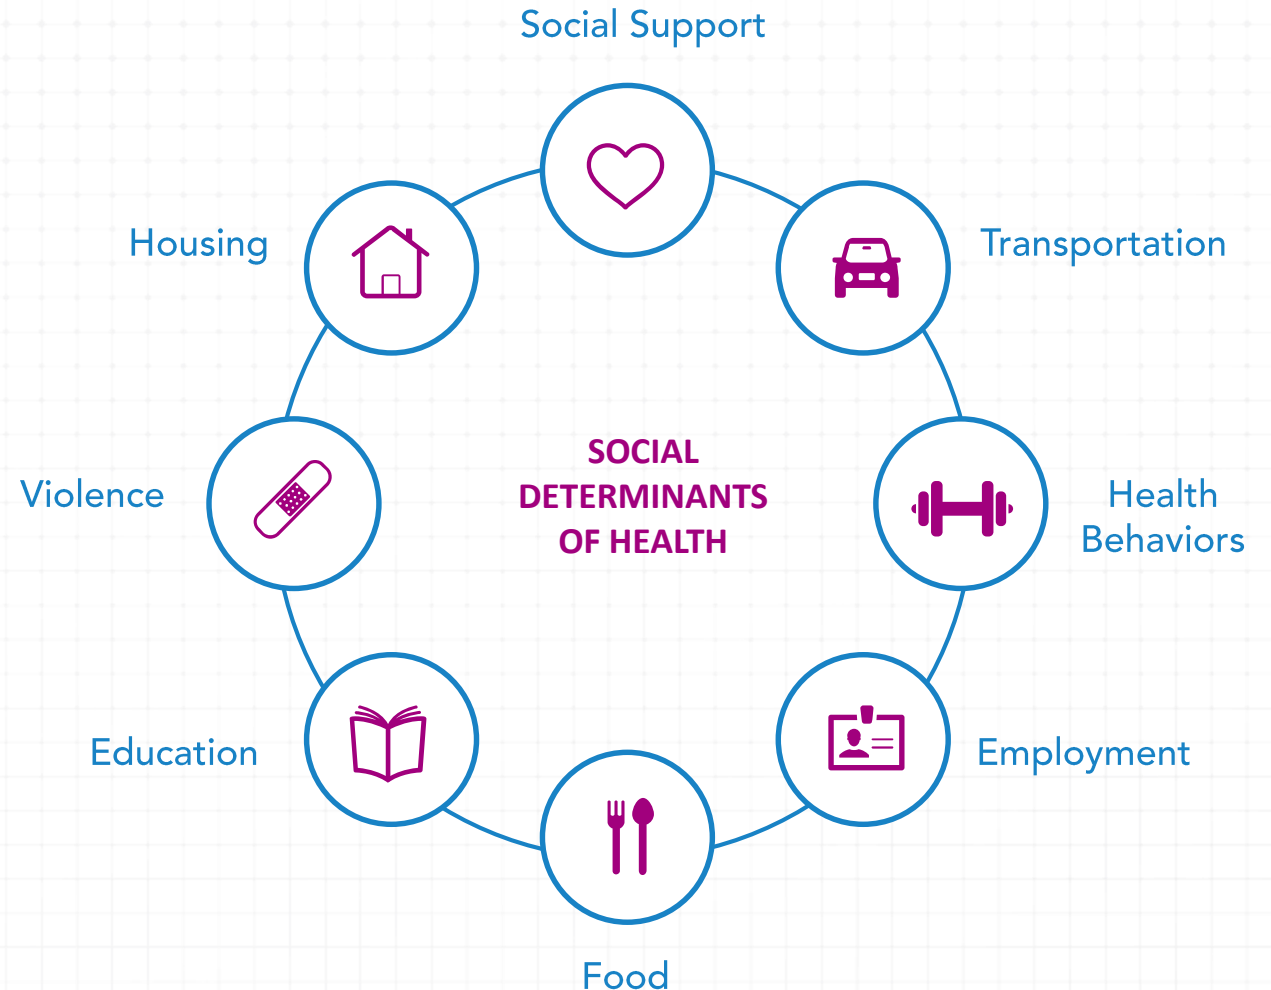 Social Support
Housing
Transportation
SOCIAL
DETERMINANTS
OF HEALTH
Violence
Health
Behaviors
Education
Employment
Food